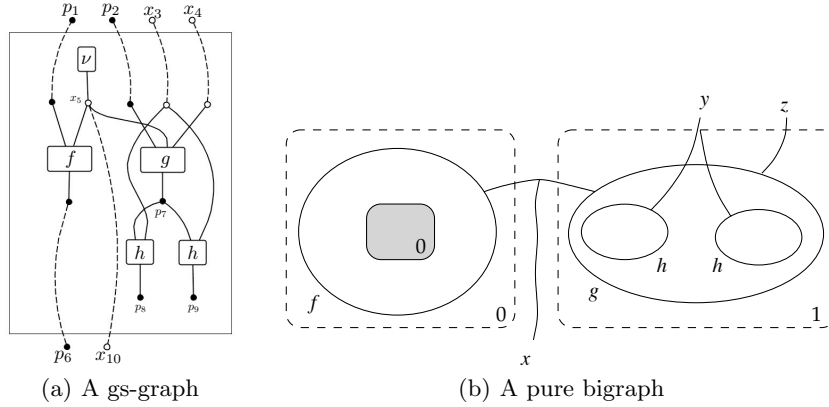 p₁ p₂ x₃ x₄
ν
x₅
f g
p₇
h h
p₈ p₉
p₆ x₁₀
(a) A gs-graph
y z
0
h h
f g
0 1
x
(b) A pure bigraph